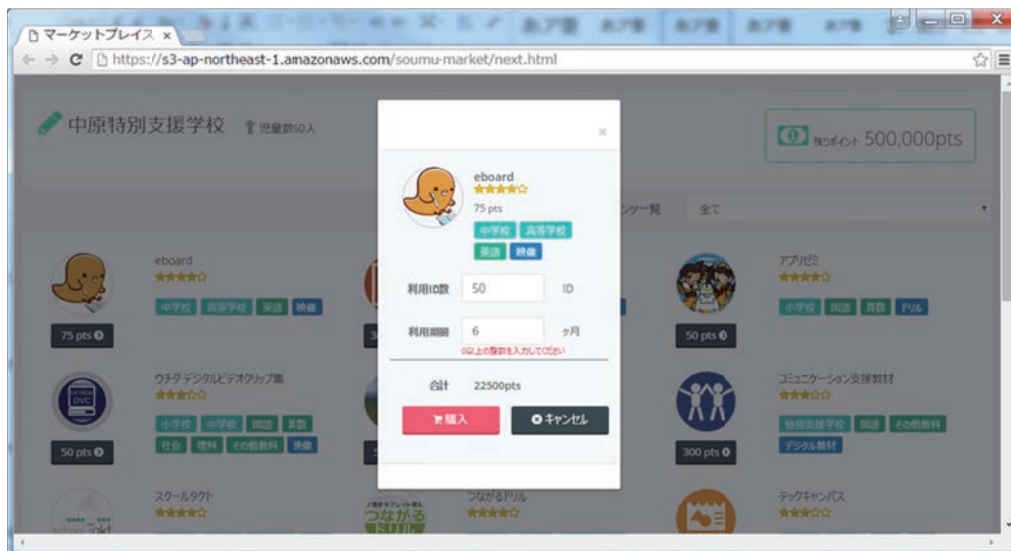 マーケットプレイス
https://s3-ap-northeast-1.amazonaws.com/soumu-market/next.html
中原特別支援学校 児童数50人
残りポイント 500,000pts
全て
eboard
75 pts
中学校 高等学校
英語 映像
利用ID数 50 ID
利用期間 6 ヶ月
0以上の整数を入力してください
合計 22500pts
購入 キャンセル
eboard
中学校 高等学校 英語 映像
75 pts
アプリゼミ
小学校 国語 算数 ドリル
50 pts
ウチダデジタルビデオクリップ集
小学校 中学校 国語 算数
社会 理科 その他教科 映像
50 pts
コミュニケーション支援教材
特別支援学校 国語 その他教科
デジタル教材
300 pts
スクールタクト
school Takt
つながるドリル
つながる
ドリル
テックキャンパス